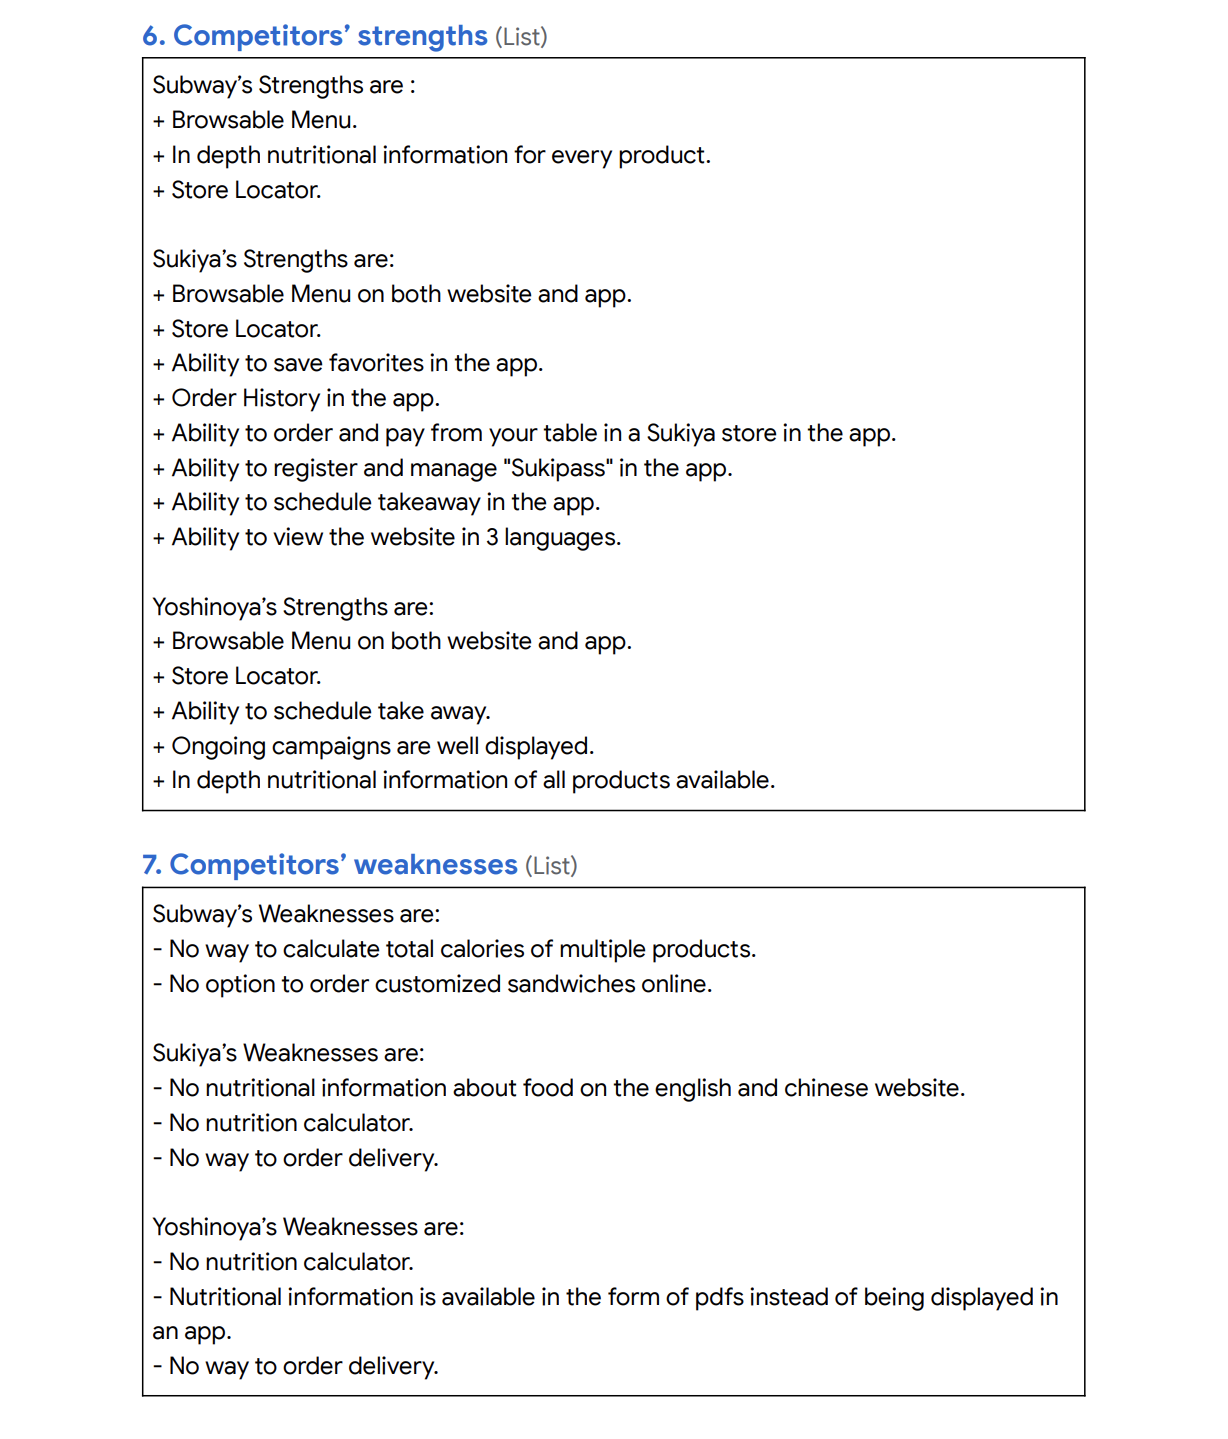 6. Competitors’ strengths (List)
Subway’s Strengths are :
+ Browsable Menu.
+ In depth nutritional information for every product.
+ Store Locator.
Sukiya’s Strengths are:
+ Browsable Menu on both website and app.
+ Store Locator.
+ Ability to save favorites in the app.
+ Order History in the app.
+ Ability to order and pay from your table in a Sukiya store in the app.
+ Ability to register and manage "Sukipass" in the app.
+ Ability to schedule takeaway in the app.
+ Ability to view the website in 3 languages.
Yoshinoya’s Strengths are:
+ Browsable Menu on both website and app.
+ Store Locator.
+ Ability to schedule take away.
+ Ongoing campaigns are well displayed.
+ In depth nutritional information of all products available.
7. Competitors’ weaknesses (List)
Subway’s Weaknesses are:
- No way to calculate total calories of multiple products.
- No option to order customized sandwiches online.
Sukiya’s Weaknesses are:
- No nutritional information about food on the english and chinese website.
- No nutrition calculator.
- No way to order delivery.
Yoshinoya’s Weaknesses are:
- No nutrition calculator.
- Nutritional information is available in the form of pdfs instead of being displayed in
an app.
- No way to order delivery.